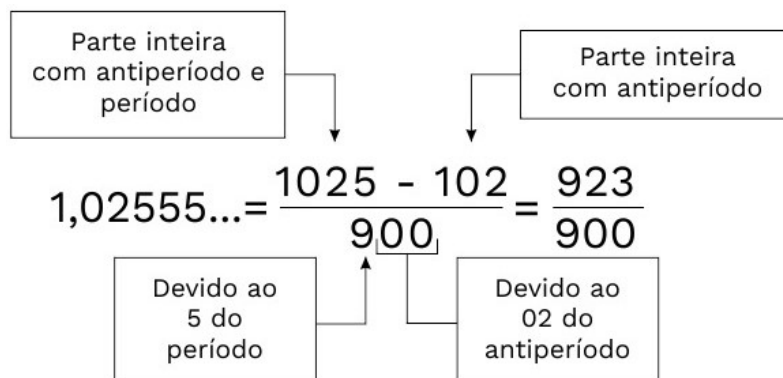 Parte inteira
com antiperíodo e
período
Parte inteira
com antiperíodo
1,02555...= 1025 - 102 / 900 = 923 / 900
Devido ao
5 do
período
Devido ao
02 do
antiperíodo